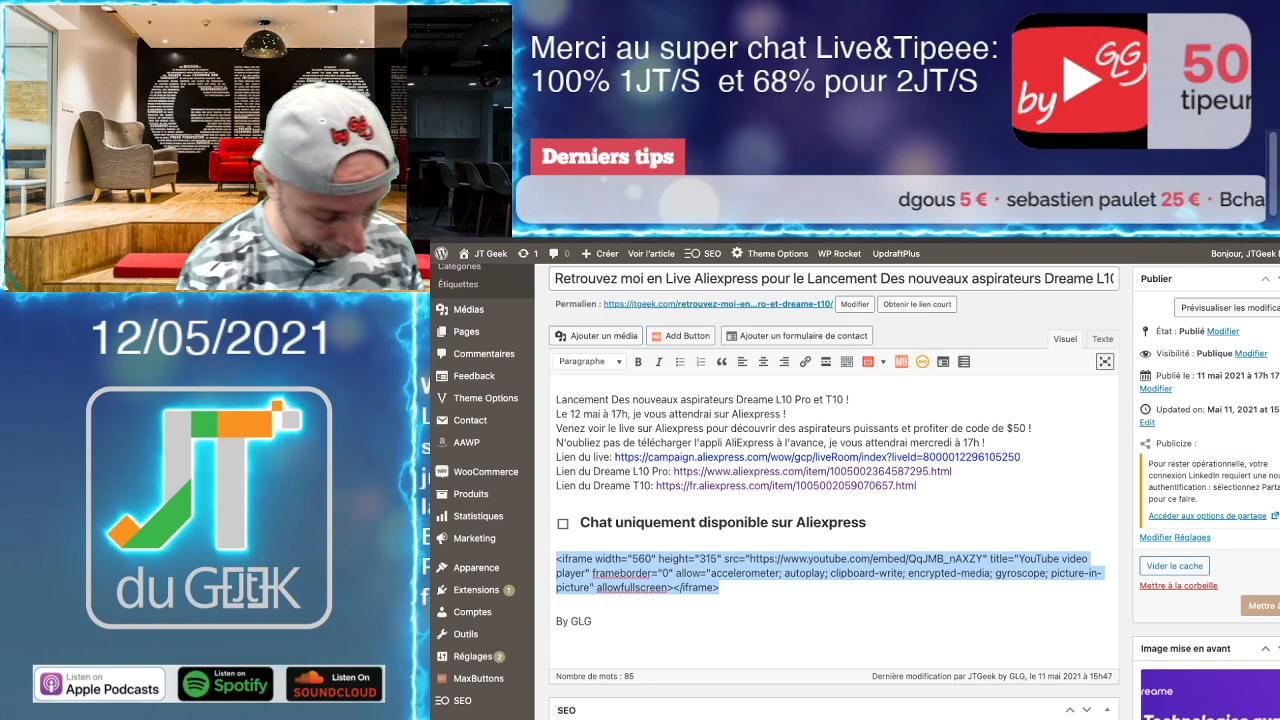 by GLG
Merci au super chat Live&Tipeee:
100% 1JT/S et 68% pour 2JT/S
by GLG
50
tipeur
Derniers tips
dgous 5 € · sebastien paulet 25 € · Bcha
12/05/2021
JT
du GEEK
Listen on
Apple Podcasts
Listen on
Spotify
Listen On
SOUNDCLOUD
JT Geek 1 0 Créer Voir l'article SEO Theme Options WP Rocket UpdraftPlus Bonjour, JTGeek
Catégories
Étiquettes
Médias
Pages
Commentaires
Feedback
Theme Options
Contact
AAWP
WooCommerce
Produits
Statistiques
Marketing
Apparence
Extensions 1
Comptes
Outils
Réglages 2
MaxButtons
SEO
Retrouvez moi en Live Aliexpress pour le Lancement Des nouveaux aspirateurs Dreame L10
Permalien : https://jtgeek.com/retrouvez-moi-en...ro-et-dreame-t10/ Modifier Obtenir le lien court
Ajouter un média Add Button Ajouter un formulaire de contact
Visuel Texte
Paragraphe B I MB
Lancement Des nouveaux aspirateurs Dreame L10 Pro et T10 !
Le 12 mai à 17h, je vous attendrai sur Aliexpress !
Venez voir le live sur Aliexpress pour découvrir des aspirateurs puissants et profiter de code de $50 !
N'oubliez pas de télécharger l'appli AliExpress à l'avance, je vous attendrai mercredi à 17h !
Lien du live: https://campaign.aliexpress.com/wow/gcp/liveRoom/index?liveId=8000012296105250
Lien du Dreame L10 Pro: https://www.aliexpress.com/item/1005002364587295.html
Lien du Dreame T10: https://fr.aliexpress.com/item/1005002059070657.html
Chat uniquement disponible sur Aliexpress
<iframe width="560" height="315" src="https://www.youtube.com/embed/QqJMB_nAXZY" title="YouTube video
player" frameborder="0" allow="accelerometer; autoplay; clipboard-write; encrypted-media; gyroscope; picture-in-
picture" allowfullscreen></iframe>
By GLG
Nombre de mots : 85 Dernière modification par JTGeek by GLG, le 11 mai 2021 à 15h47
SEO
Publier
Prévisualiser les modifica
État : Publié Modifier
Visibilité : Publique Modifier
Publié le : 11 mai 2021 à 17h 17
Modifier
Updated on: Mai 11, 2021 at 15
Edit
Publicize :
Pour rester opérationnelle, votre
connexion LinkedIn requiert une nou
authentification : sélectionnez Parta
pour ce faire.
Accéder aux options de partage
Modifier Réglages
Vider le cache
Mettre à la corbeille
Mettre à
Image mise en avant
reame